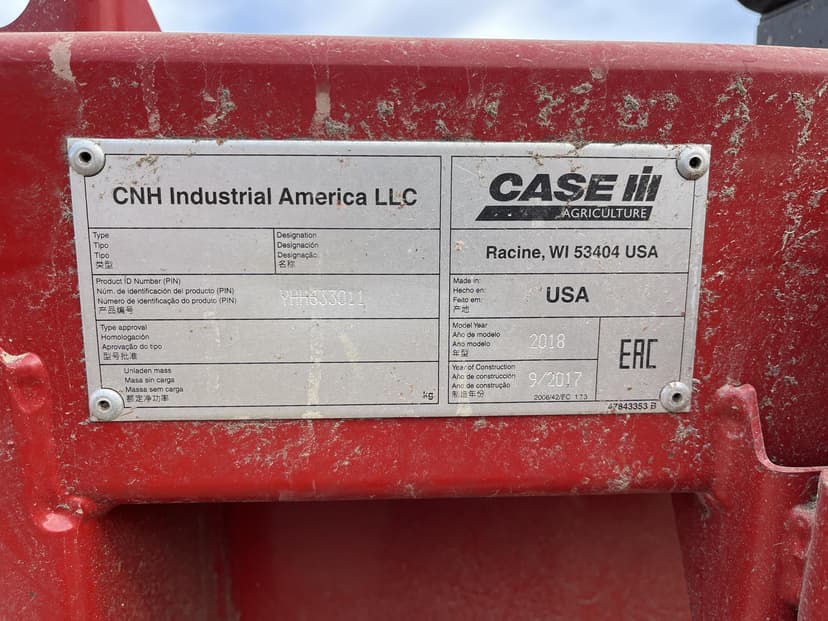 CNH Industrial America LLC
CASE IH
AGRICULTURE
Racine, WI 53404 USA
Type
Tipo
Tipo
类型
Designation
Designación
Designação
名称
Product ID Number (PIN)
Núm. de identificación del producto (PIN)
Número de identificação do produto (PIN)
产品编号
YHH633011
Made in:
Hecho en:
Feito em:
产地
USA
Type approval
Homologación
Aprovação do tipo
型号批准
Model Year
Año de modelo
Ano modelo
年型
2018
EAC
Unladen mass
Masa sin carga
Massa sem carga
额定净功率
kg
Year of Construction
Año de construcción
Ano de construção
制造年份
9/2017
2006/42/EC 1.73
47843353 B